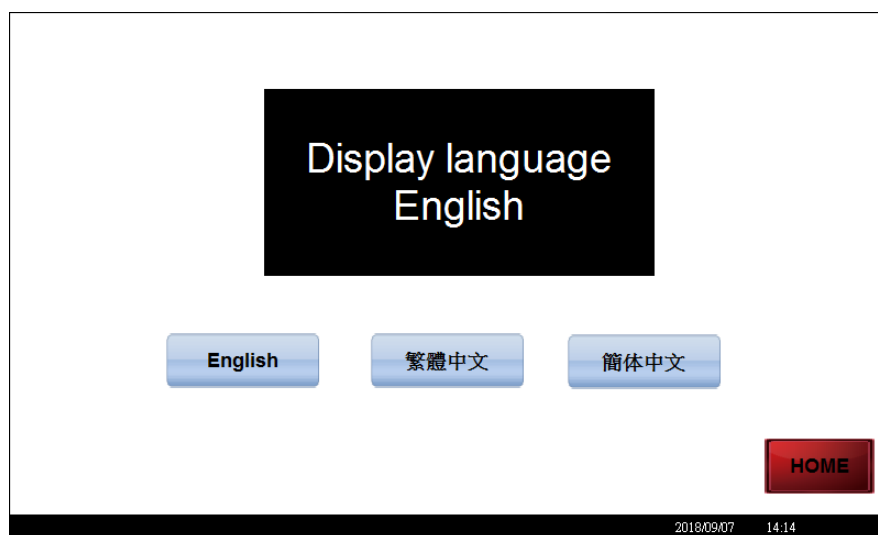 Display language
English
English
繁體中文
簡体中文
HOME
2018/09/07 14:14